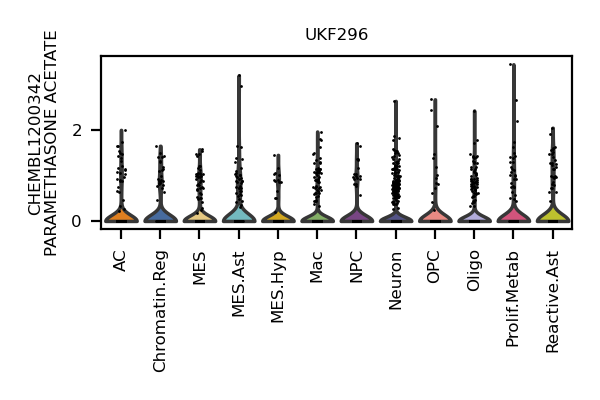 UKF296
CHEMBL1200342
PARAMETHASONE ACETATE
2
0
AC
Chromatin.Reg
MES
MES.Ast
MES.Hyp
Mac
NPC
Neuron
OPC
Oligo
Prolif.Metab
Reactive.Ast